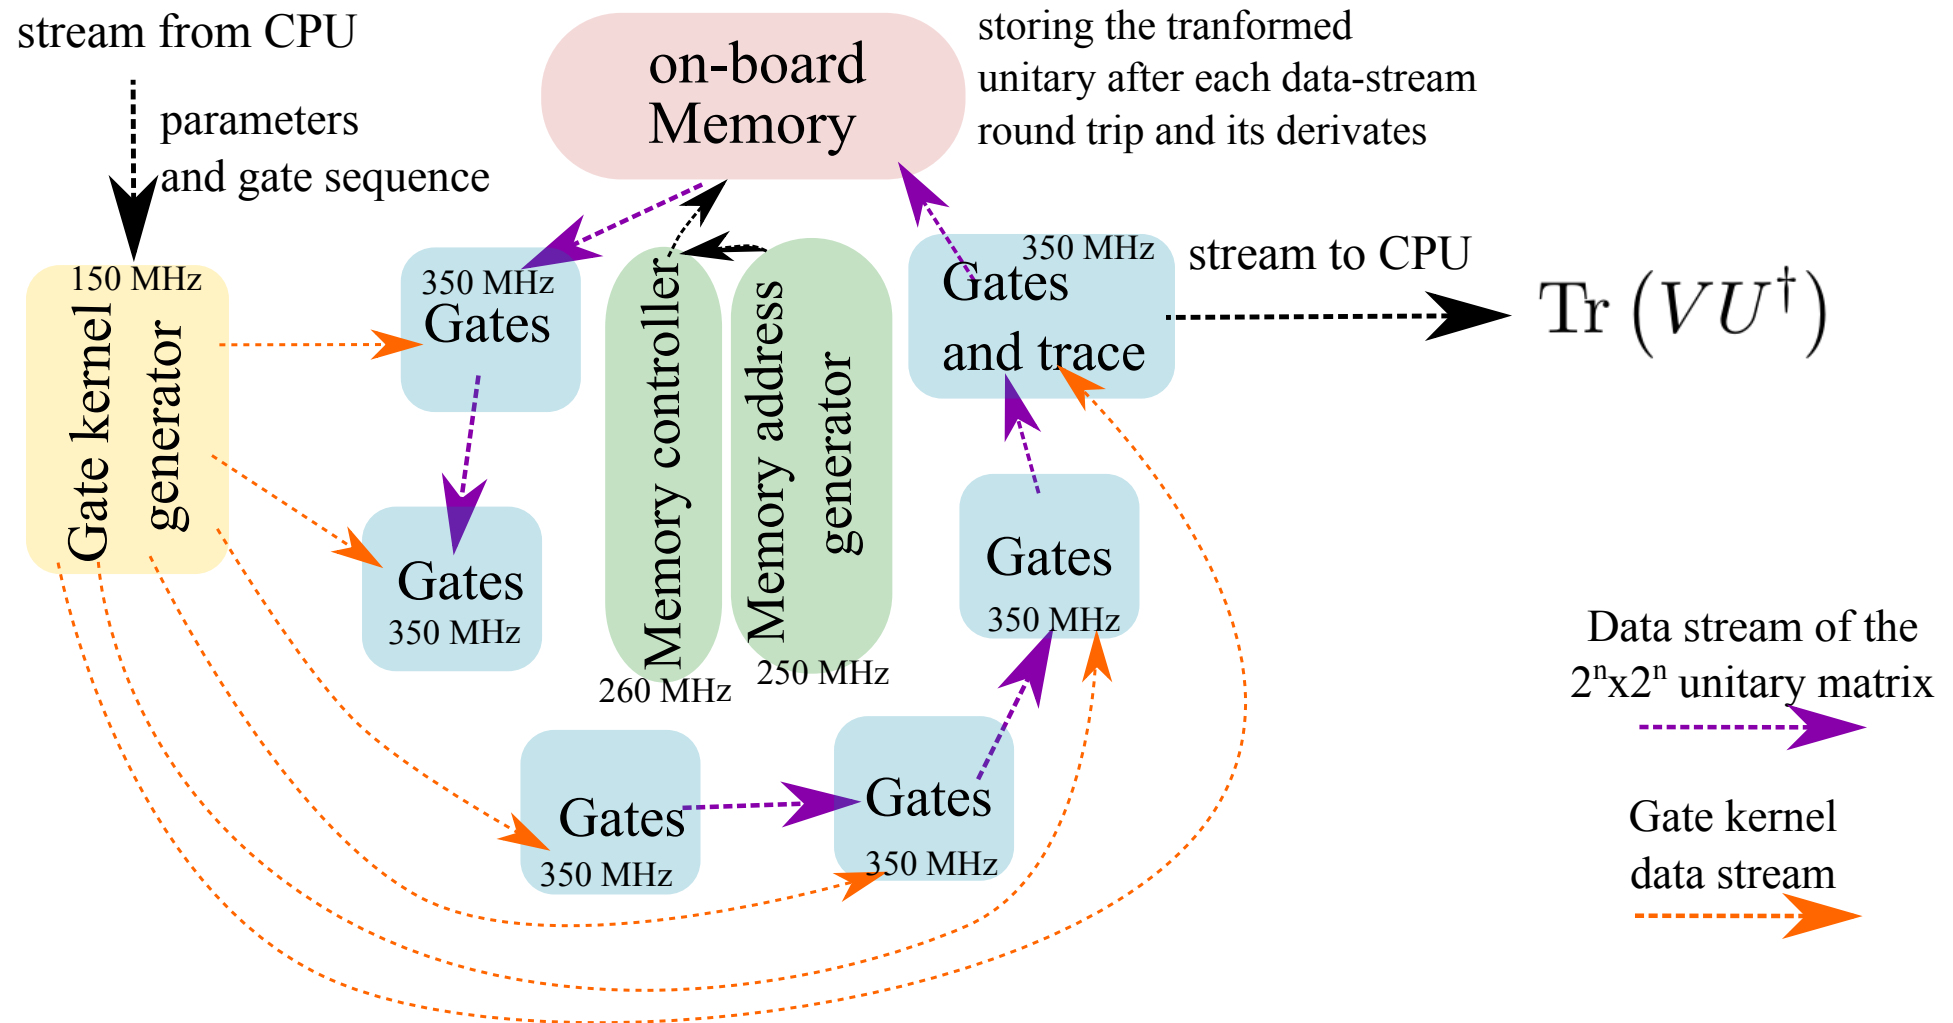 stream from CPU
parameters
and gate sequence
on-board
Memory
storing the tranformed
unitary after each data-stream
round trip and its derivates
150 MHz
Gate kernel
generator
350 MHz
Gates
Gates
350 MHz
Memory controller
260 MHz
Memory address
generator
250 MHz
350 MHz
Gates
and trace
stream to CPU
Tr (VU†)
Gates
350 MHz
Gates
350 MHz
Gates
350 MHz
Data stream of the
2ⁿx2ⁿ unitary matrix
Gate kernel
data stream